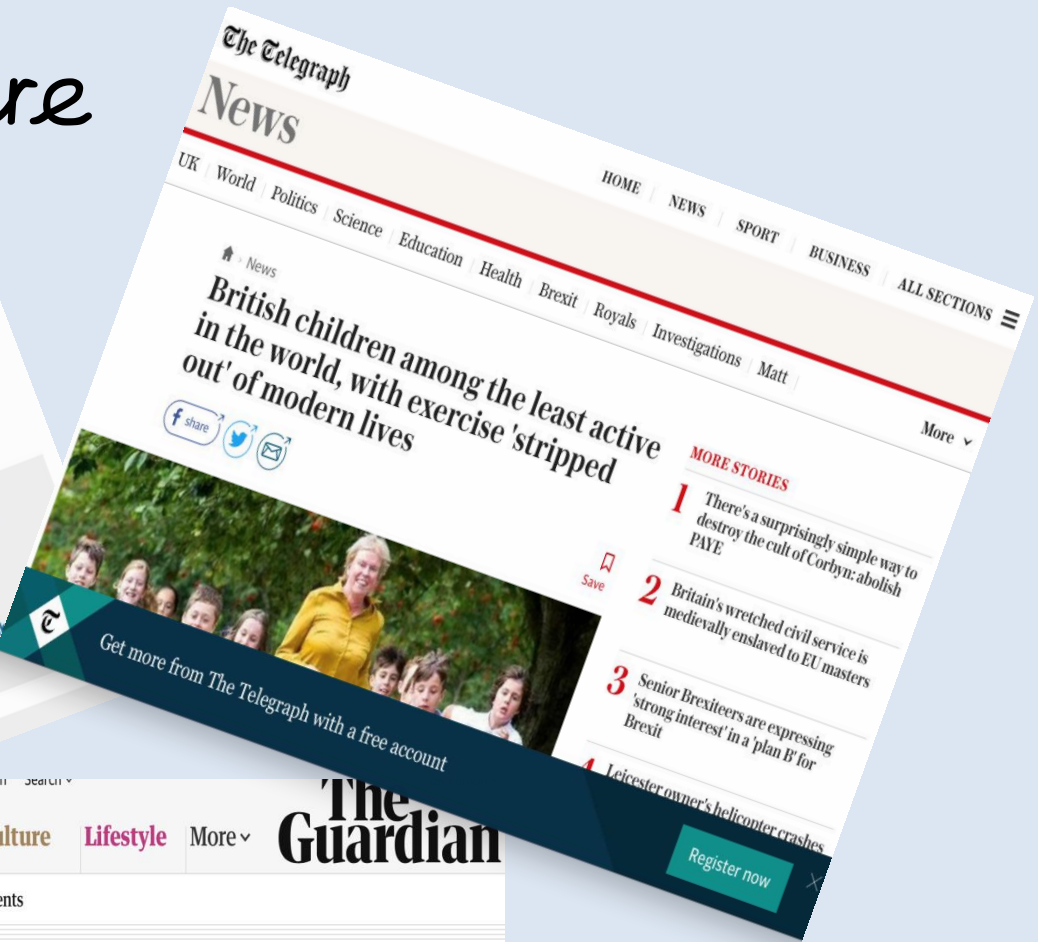 re
The Telegraph
News
HOME NEWS SPORT BUSINESS ALL SECTIONS
UK World Politics Science Education Health Brexit Royals Investigations Matt
More
News
British children among the least active
in the world, with exercise 'stripped
out' of modern lives
share
Save
MORE STORIES
1 There's a surprisingly simple way to
destroy the cult of Corbyn: abolish
PAYE
2 Britain's wretched civil service is
medievally enslaved to EU masters
3 Senior Brexiteers are expressing
'strong interest' in a 'plan B' for
Brexit
4 Leicester owner's helicopter crashes
Get more from The Telegraph with a free account
Register now
Search
lture Lifestyle More
The
Guardian
ents